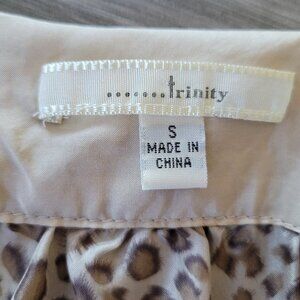 .......trinity
S
MADE IN
CHINA